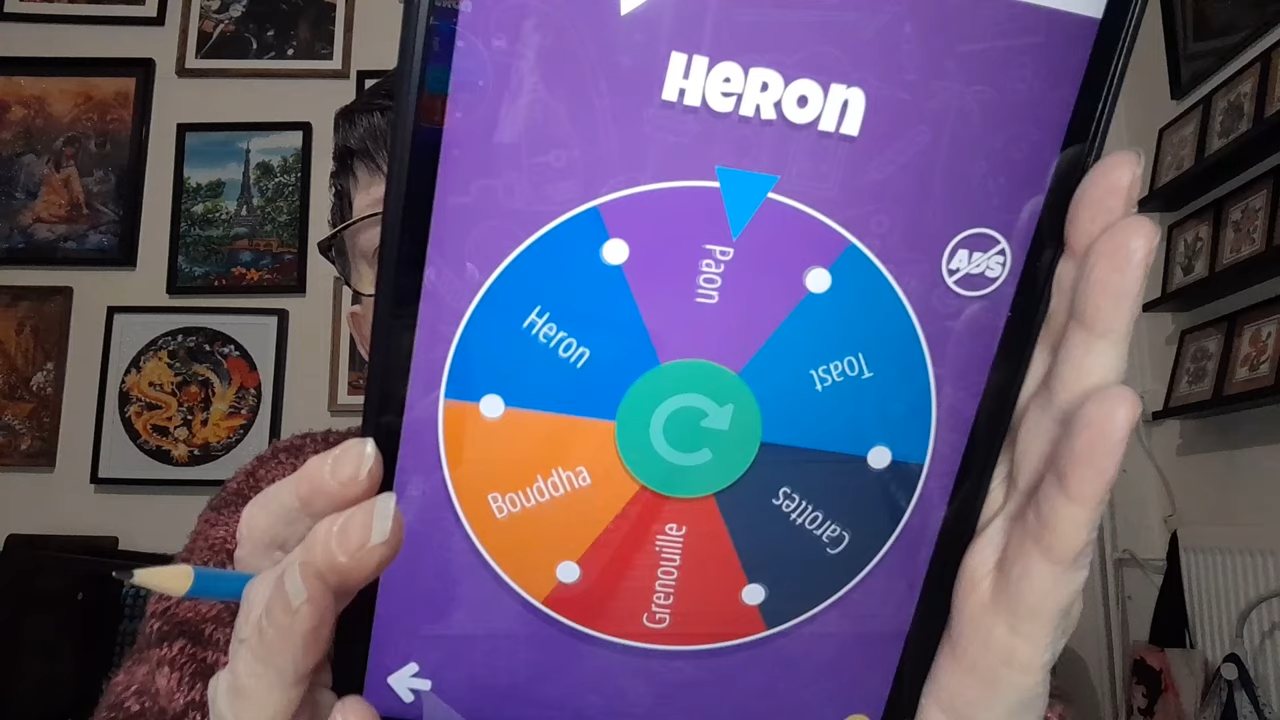 HeRon
Paon
Heron
Toast
ADS
Bouddha
Carottes
Grenouille